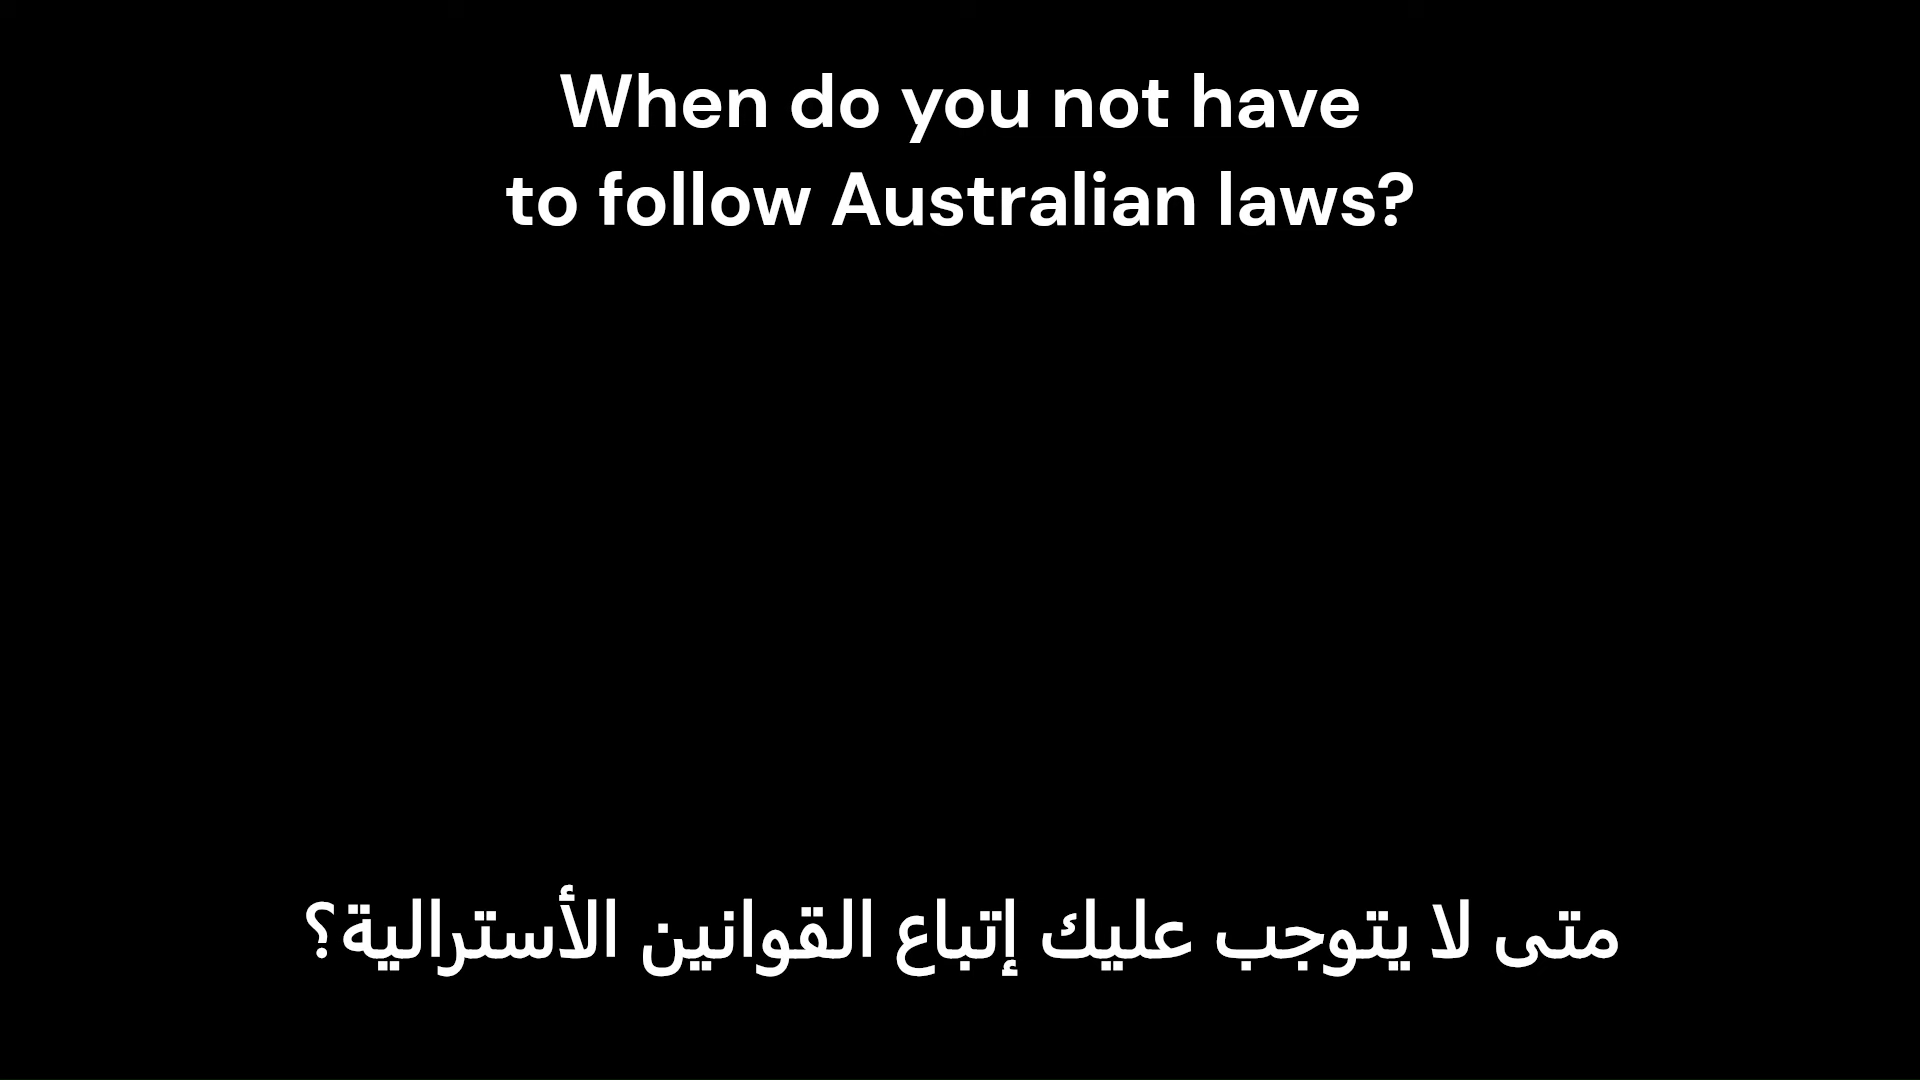 When do you not have
to follow Australian laws?
متى لا يتوجب عليك إتباع القوانين الأسترالية؟